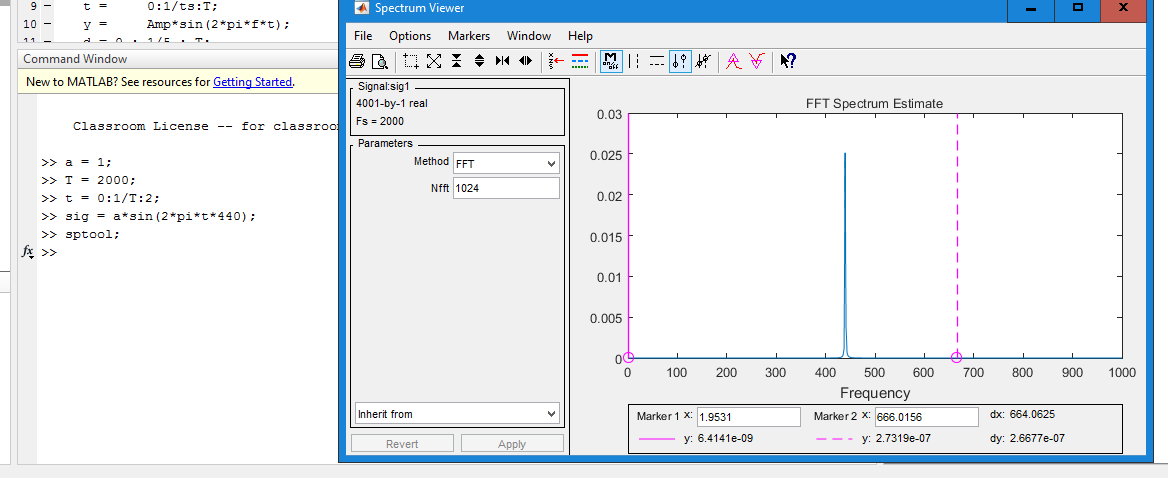 9 –    t =     0:1/ts:T;
10 –   y =     Amp*sin(2*pi*f*t);
Command Window
New to MATLAB? See resources for Getting Started.
Classroom License -- for classroo
>> a = 1;
>> T = 2000;
>> t = 0:1/T:2;
>> sig = a*sin(2*pi*t*440);
>> sptool;
fx >>
Spectrum Viewer
File Options Markers Window Help
Signal:sig1
4001-by-1 real
Fs = 2000
Parameters
Method FFT
Nfft 1024
Inherit from
Revert Apply
FFT Spectrum Estimate
0.03
0.025
0.02
0.015
0.01
0.005
0
0 100 200 300 400 500 600 700 800 900 1000
Frequency
Marker 1 x: 1.9531 Marker 2 x: 666.0156 dx: 664.0625
y: 6.4141e-09 y: 2.7319e-07 dy: 2.6677e-07